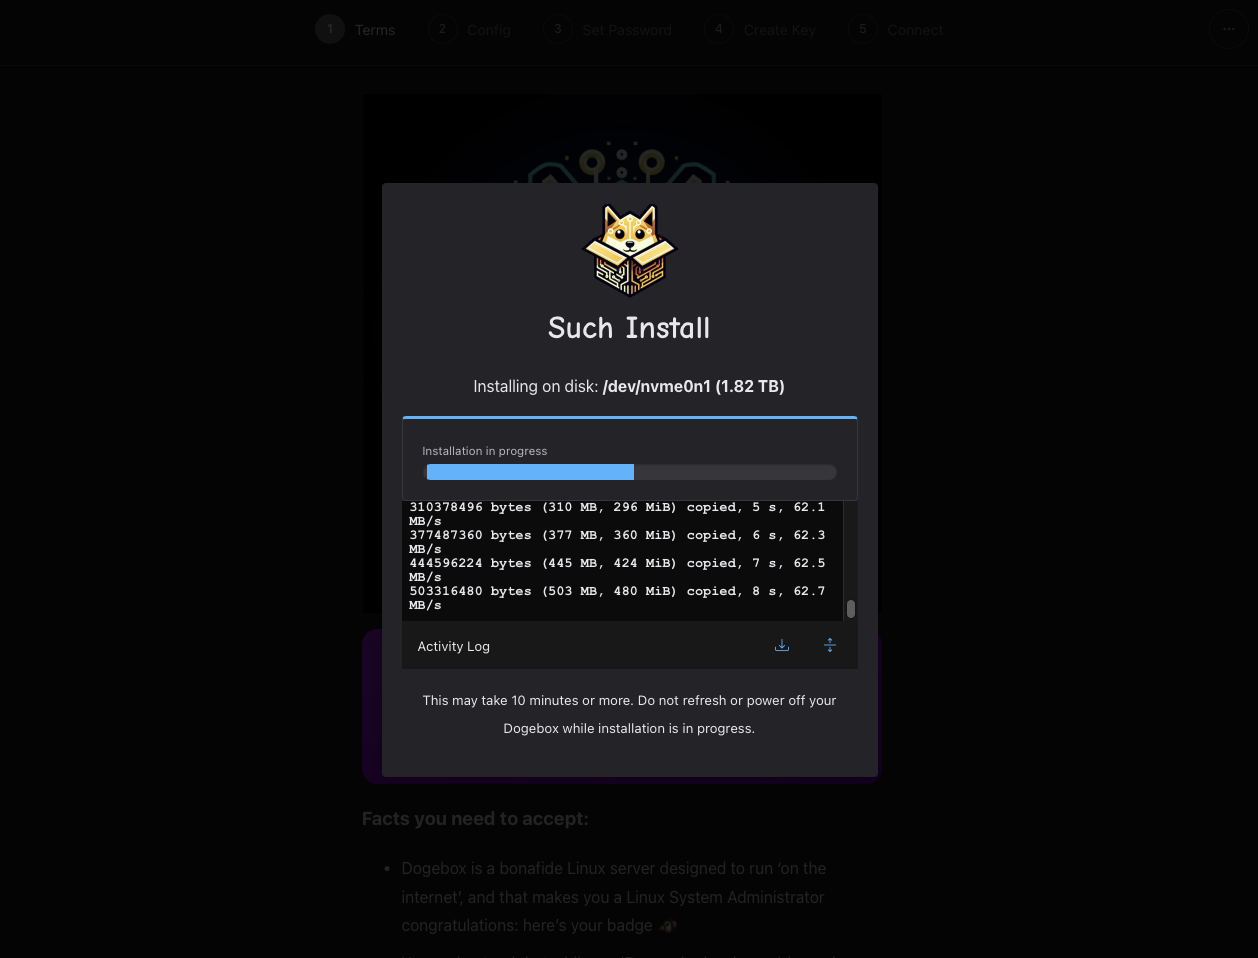 1 Terms 2 Config 3 Set Password 4 Create Key 5 Connect
Such Install
Installing on disk: /dev/nvme0n1 (1.82 TB)
Installation in progress
310378496 bytes (310 MB, 296 MiB) copied, 5 s, 62.1
MB/s
377487360 bytes (377 MB, 360 MiB) copied, 6 s, 62.3
MB/s
444596224 bytes (445 MB, 424 MiB) copied, 7 s, 62.5
MB/s
503316480 bytes (503 MB, 480 MiB) copied, 8 s, 62.7
MB/s
Activity Log
This may take 10 minutes or more. Do not refresh or power off your
Dogebox while installation is in progress.
Facts you need to accept:
• Dogebox is a bonafide Linux server designed to run ‘on the
internet’, and that makes you a Linux System Administrator
congratulations: here’s your badge